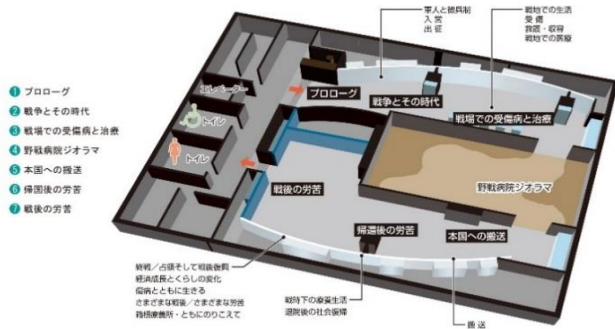 1 プロローグ
2 戦争とその時代
3 戦場での受傷病と治療
4 野戦病院ジオラマ
5 本国への搬送
6 帰国後の労苦
7 戦後の労苦
軍人と徴兵制
入営
出征
戦地での生活
受傷
救護・収容
戦地での医療
エレベーター
プロローグ
戦争とその時代
戦場での受傷病と治療
トイレ
トイレ
野戦病院ジオラマ
戦後の労苦
帰還後の労苦
本国への搬送
終戦／占領そして戦後復興
経済成長とくらしの変化
傷病とともに生きる
さまざまな戦後／さまざまな労苦
箱根療養所・ともにのりこえて
戦時下の療養生活
退院後の社会復帰
搬送